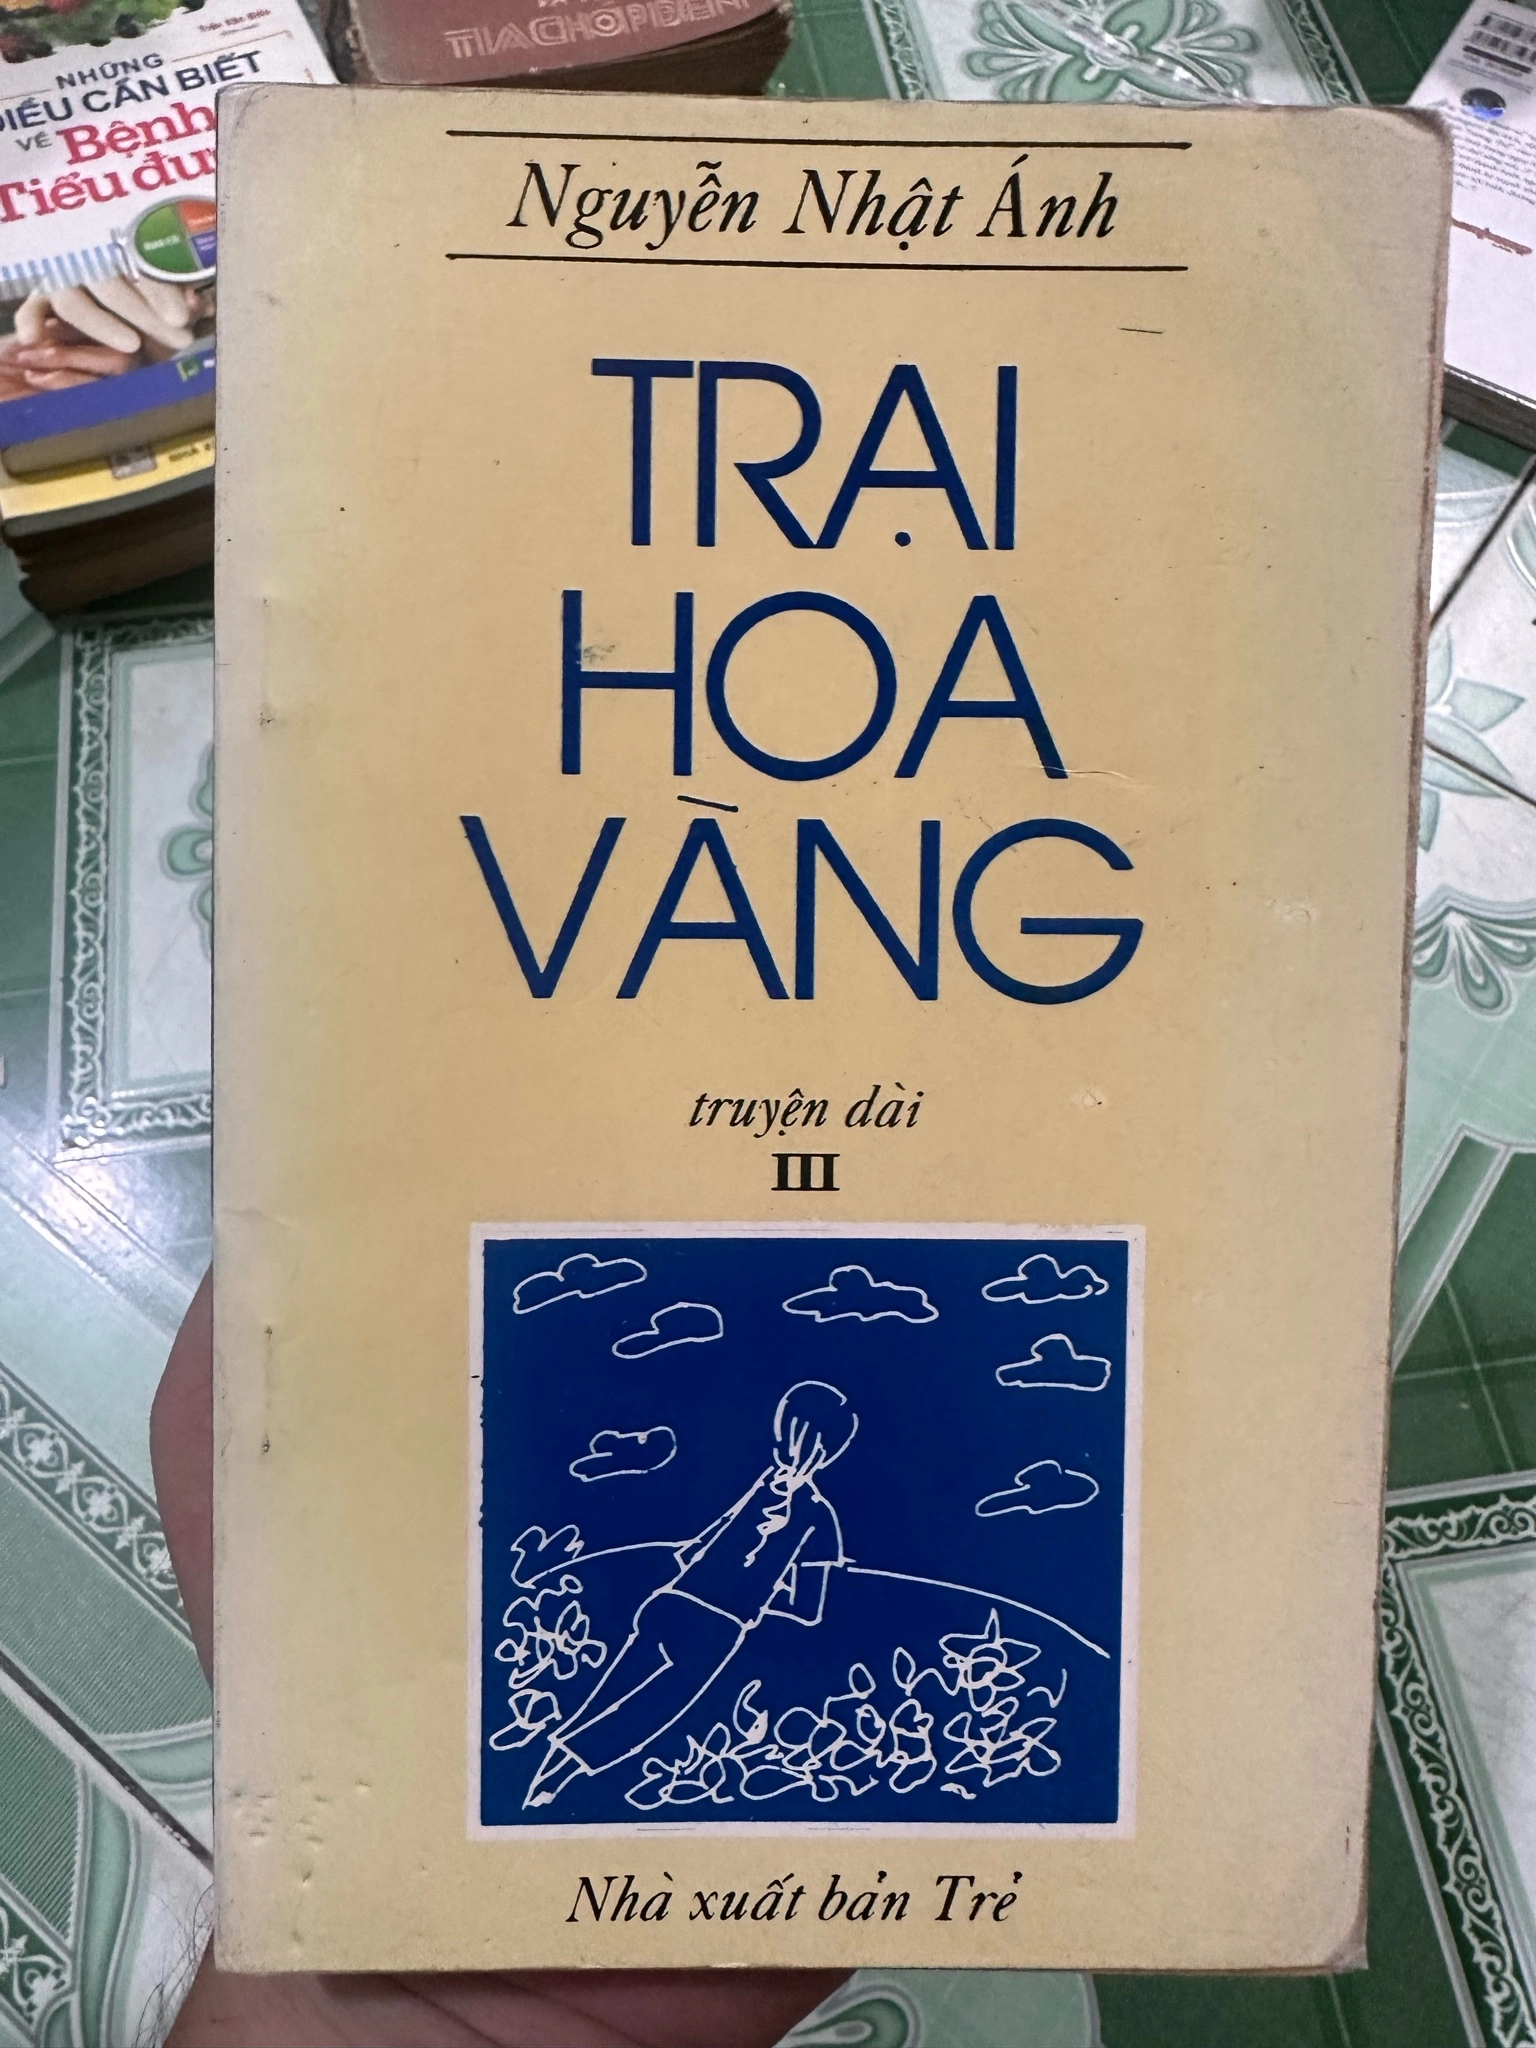 Nguyễn Nhật Ánh
TRẠI
HOA
VÀNG
truyện dài
III
Nhà xuất bản Trẻ
NHỮNG
ĐIỀU CẦN BIẾT
VỀ Bệnh
Tiểu đư